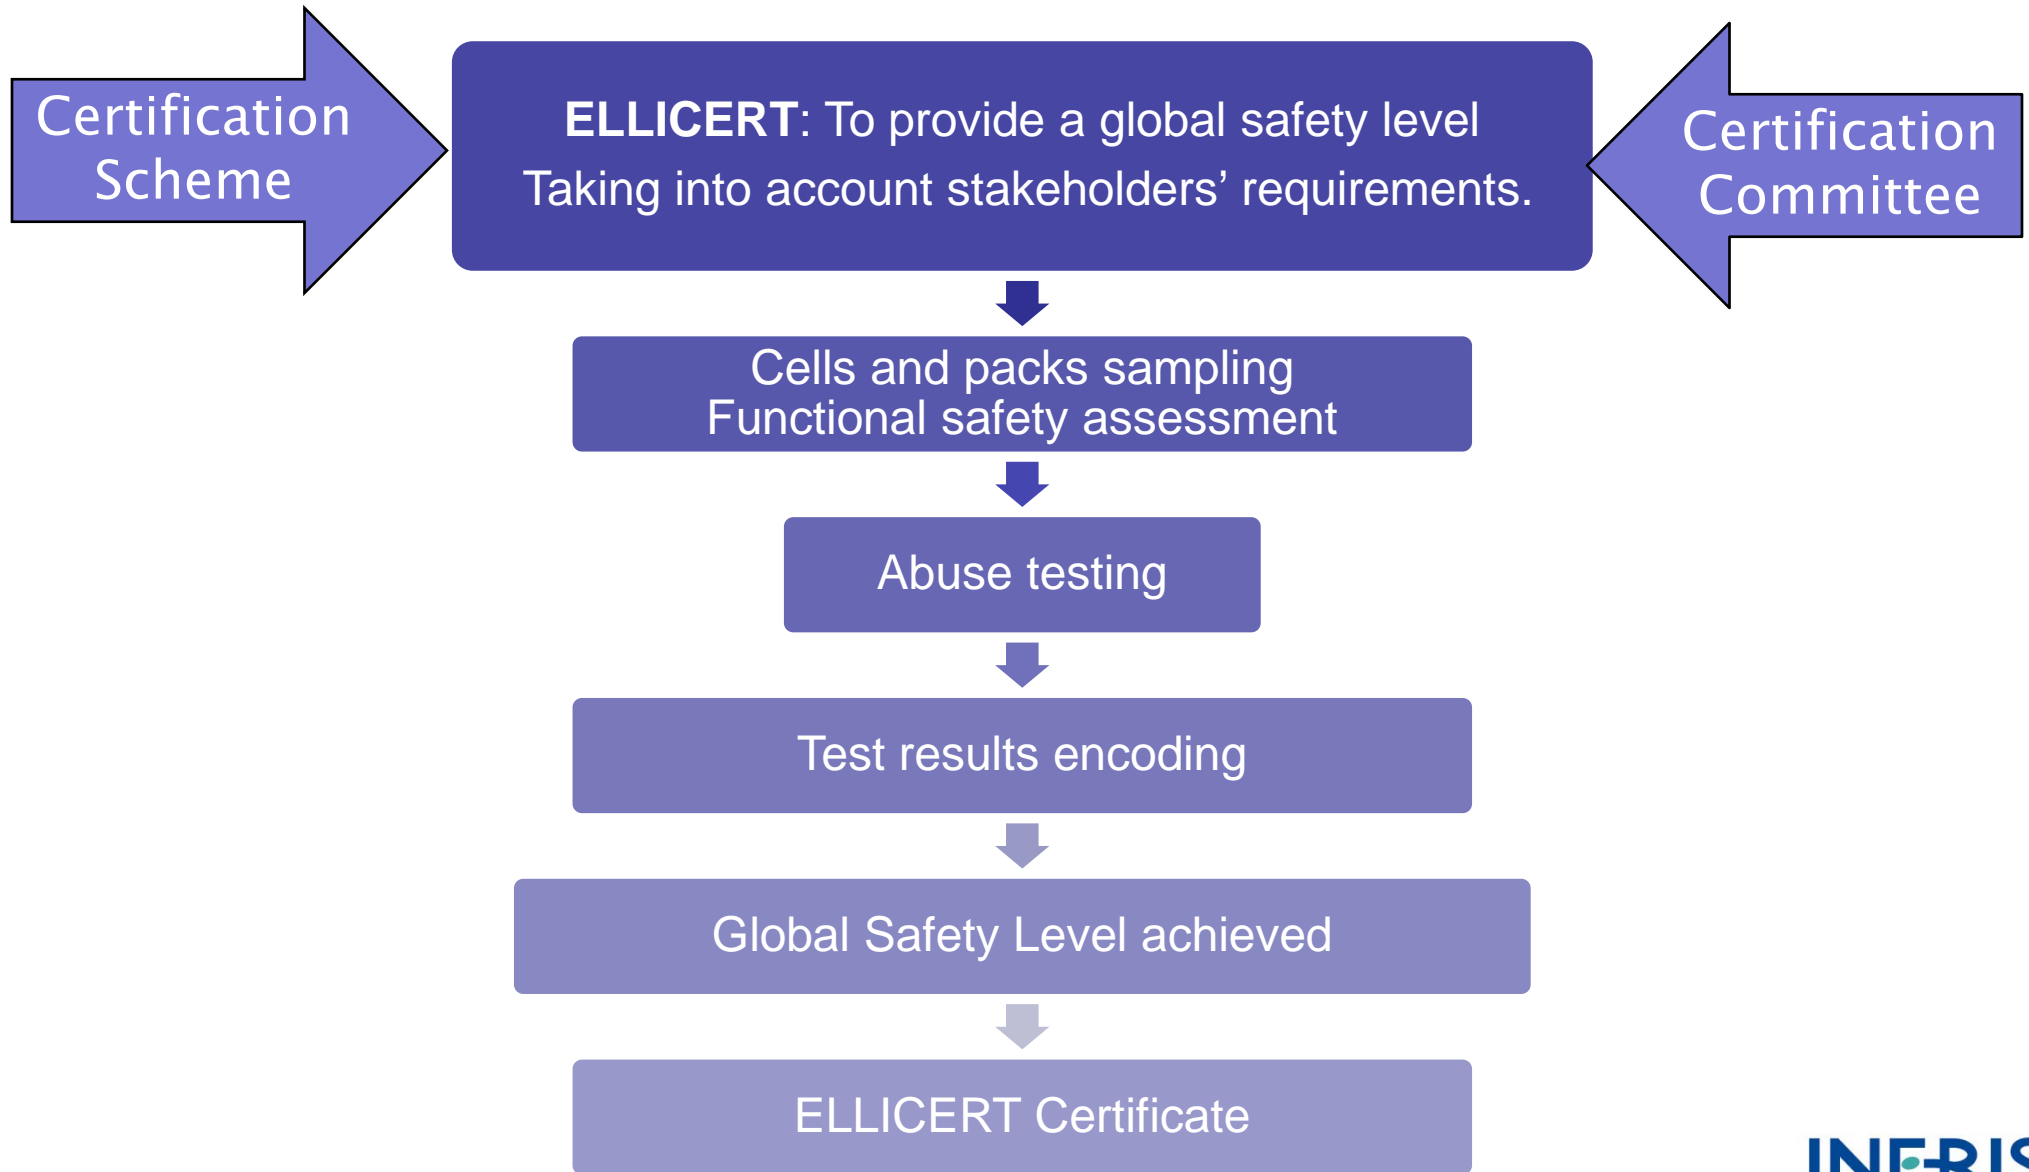 Certification
Scheme
ELLICERT: To provide a global safety level
Taking into account stakeholders’ requirements.
Certification
Committee
Cells and packs sampling
Functional safety assessment
Abuse testing
Test results encoding
Global Safety Level achieved
ELLICERT Certificate